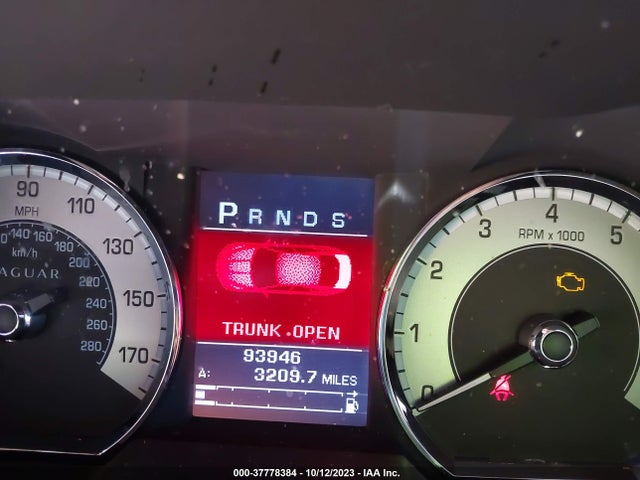 P R N D S
TRUNK OPEN
93946
A: 3209.7 MILES
90 110 130 150 170
MPH
140 160 180 200 220 240 260 280
km/h
JAGUAR
0 1 2 3 4 5
RPM x 1000
000-37778384 - 10/12/2023 - IAA Inc.